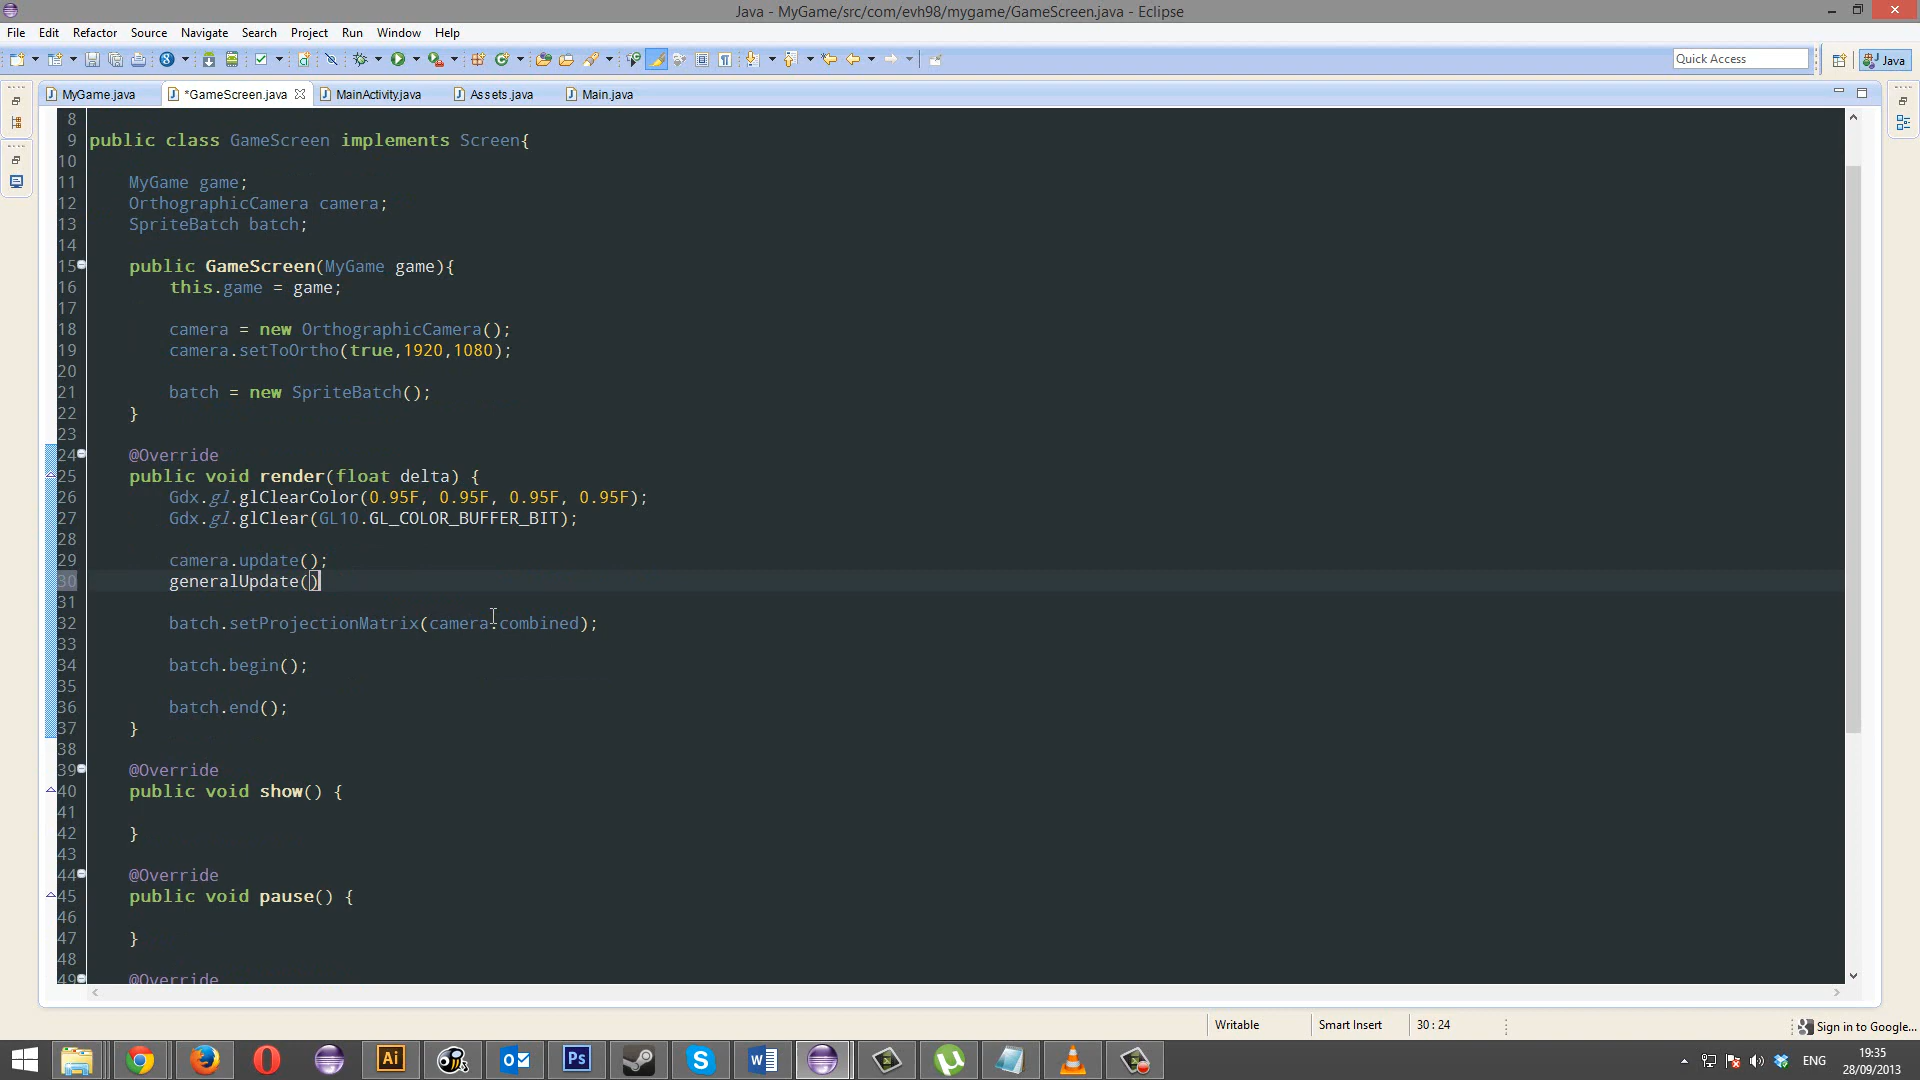 Java - MyGame/src/com/evh98/mygame/GameScreen.java - Eclipse
File Edit Refactor Source Navigate Search Project Run Window Help
Quick Access Java
MyGame.java *GameScreen.java MainActivity.java Assets.java Main.java
8
9 public class GameScreen implements Screen{
10
11 MyGame game;
12 OrthographicCamera camera;
13 SpriteBatch batch;
14
15 public GameScreen(MyGame game){
16 this.game = game;
17
18 camera = new OrthographicCamera();
19 camera.setToOrtho(true,1920,1080);
20
21 batch = new SpriteBatch();
22 }
23
24 @Override
25 public void render(float delta) {
26 Gdx.gl.glClearColor(0.95F, 0.95F, 0.95F, 0.95F);
27 Gdx.gl.glClear(GL10.GL_COLOR_BUFFER_BIT);
28
29 camera.update();
30 generalUpdate()
31
32 batch.setProjectionMatrix(camera.combined);
33
34 batch.begin();
35
36 batch.end();
37 }
38
39 @Override
40 public void show() {
41
42 }
43
44 @Override
45 public void pause() {
46
47 }
48
49 @Override
Writable Smart Insert 30 : 24 Sign in to Google...
Ai Ps ENG 19:35
28/09/2013